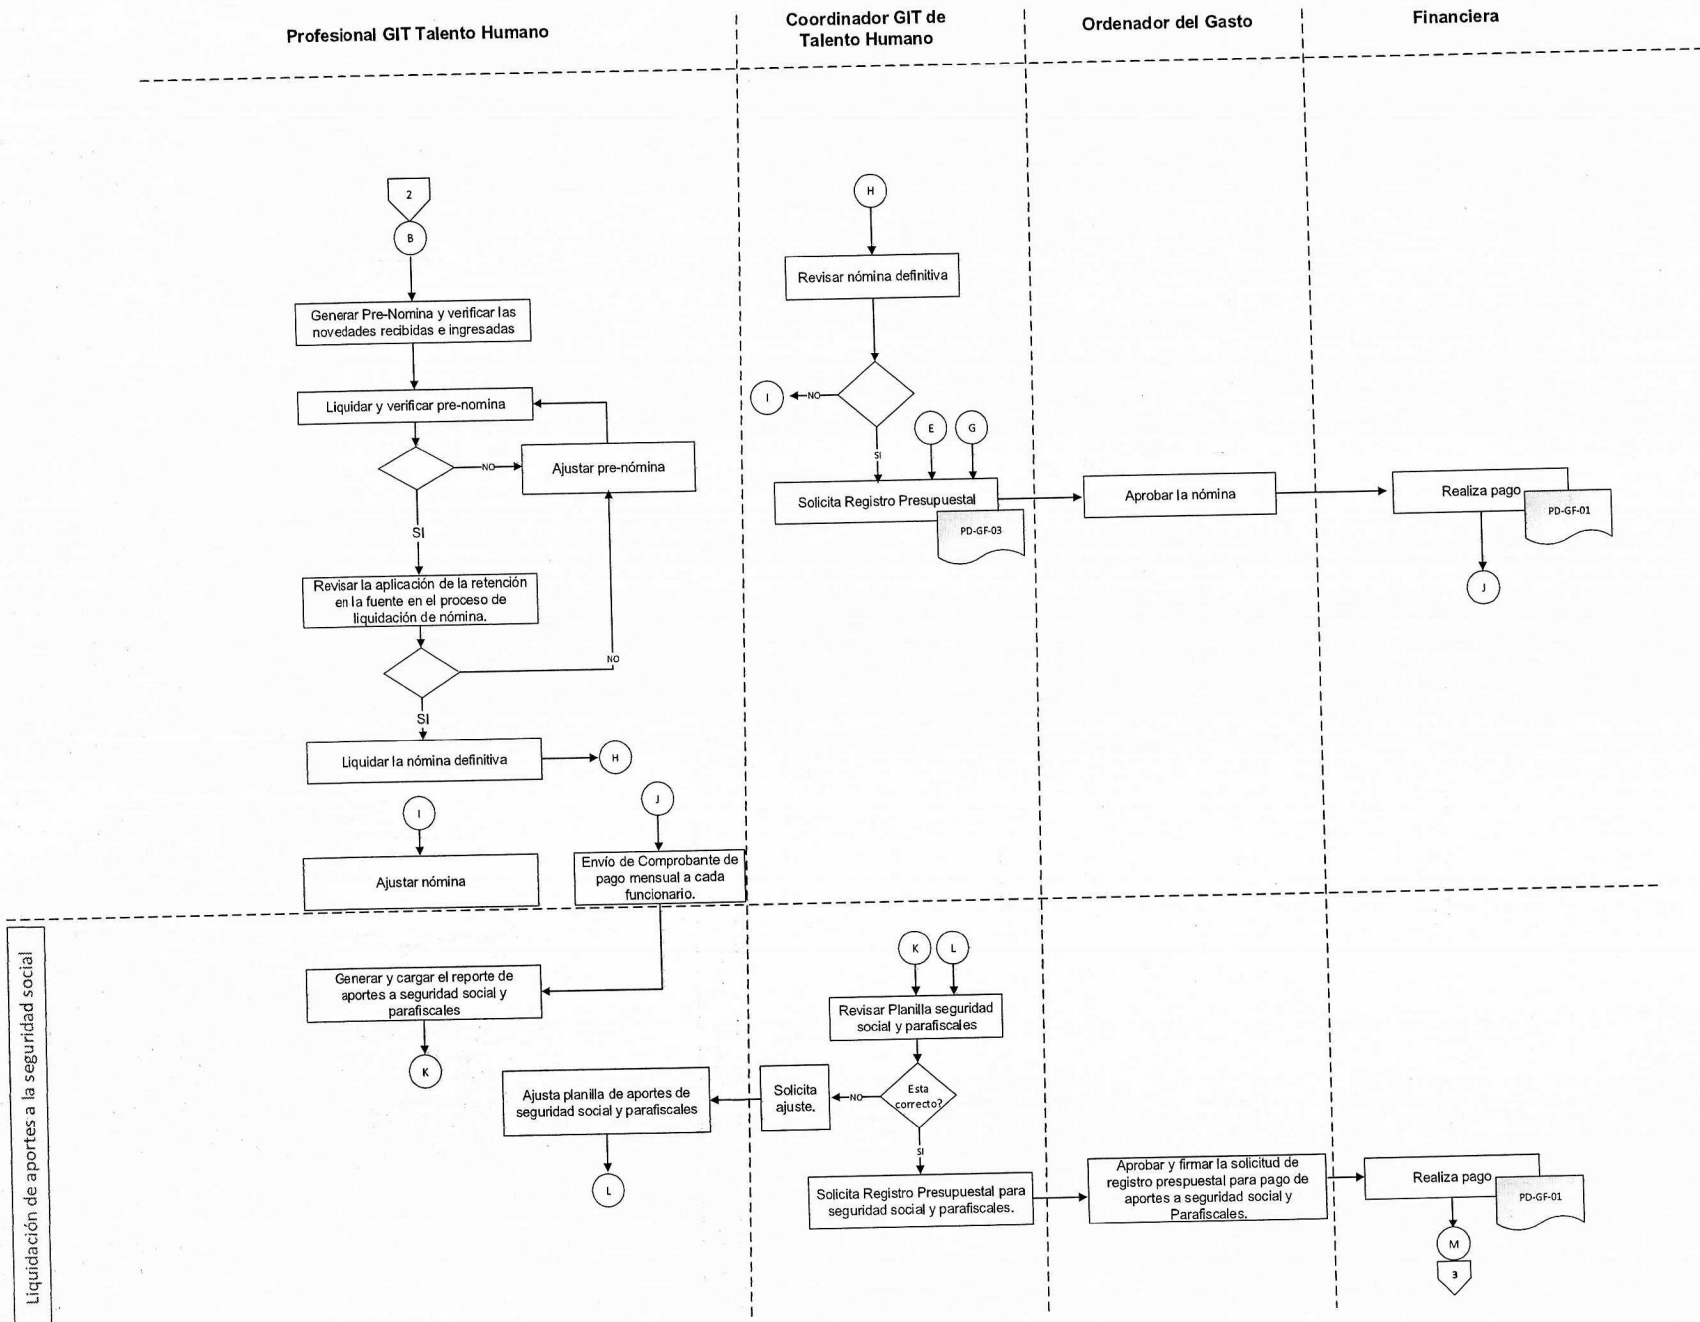 Profesional GIT Talento Humano
Coordinador GIT de
Talento Humano
Ordenador del Gasto
Financiera
2
B
Generar Pre-Nomina y verificar las
novedades recibidas e ingresadas
Liquidar y verificar pre-nomina
NO
Ajustar pre-nómina
SI
Revisar la aplicación de la retención
en la fuente en el proceso de
liquidación de nómina.
NO
SI
Liquidar la nómina definitiva
H
I
Ajustar nómina
J
Envío de Comprobante de
pago mensual a cada
funcionario.
H
Revisar nómina definitiva
I
NO
E
G
SI
Solicita Registro Presupuestal
PD-GF-03
Aprobar la nómina
Realiza pago
PD-GF-01
J
Liquidación de aportes a la seguridad social
Generar y cargar el reporte de
aportes a seguridad social y
parafiscales
K
Ajusta planilla de aportes de
seguridad social y parafiscales
L
K
L
Revisar Planilla seguridad
social y parafiscales
Esta
correcto?
NO
Solicita
ajuste.
SI
Solicita Registro Presupuestal para
seguridad social y parafiscales.
Aprobar y firmar la solicitud de
registro prespuestal para pago de
aportes a seguridad social y
Parafiscales.
Realiza pago
PD-GF-01
M
3